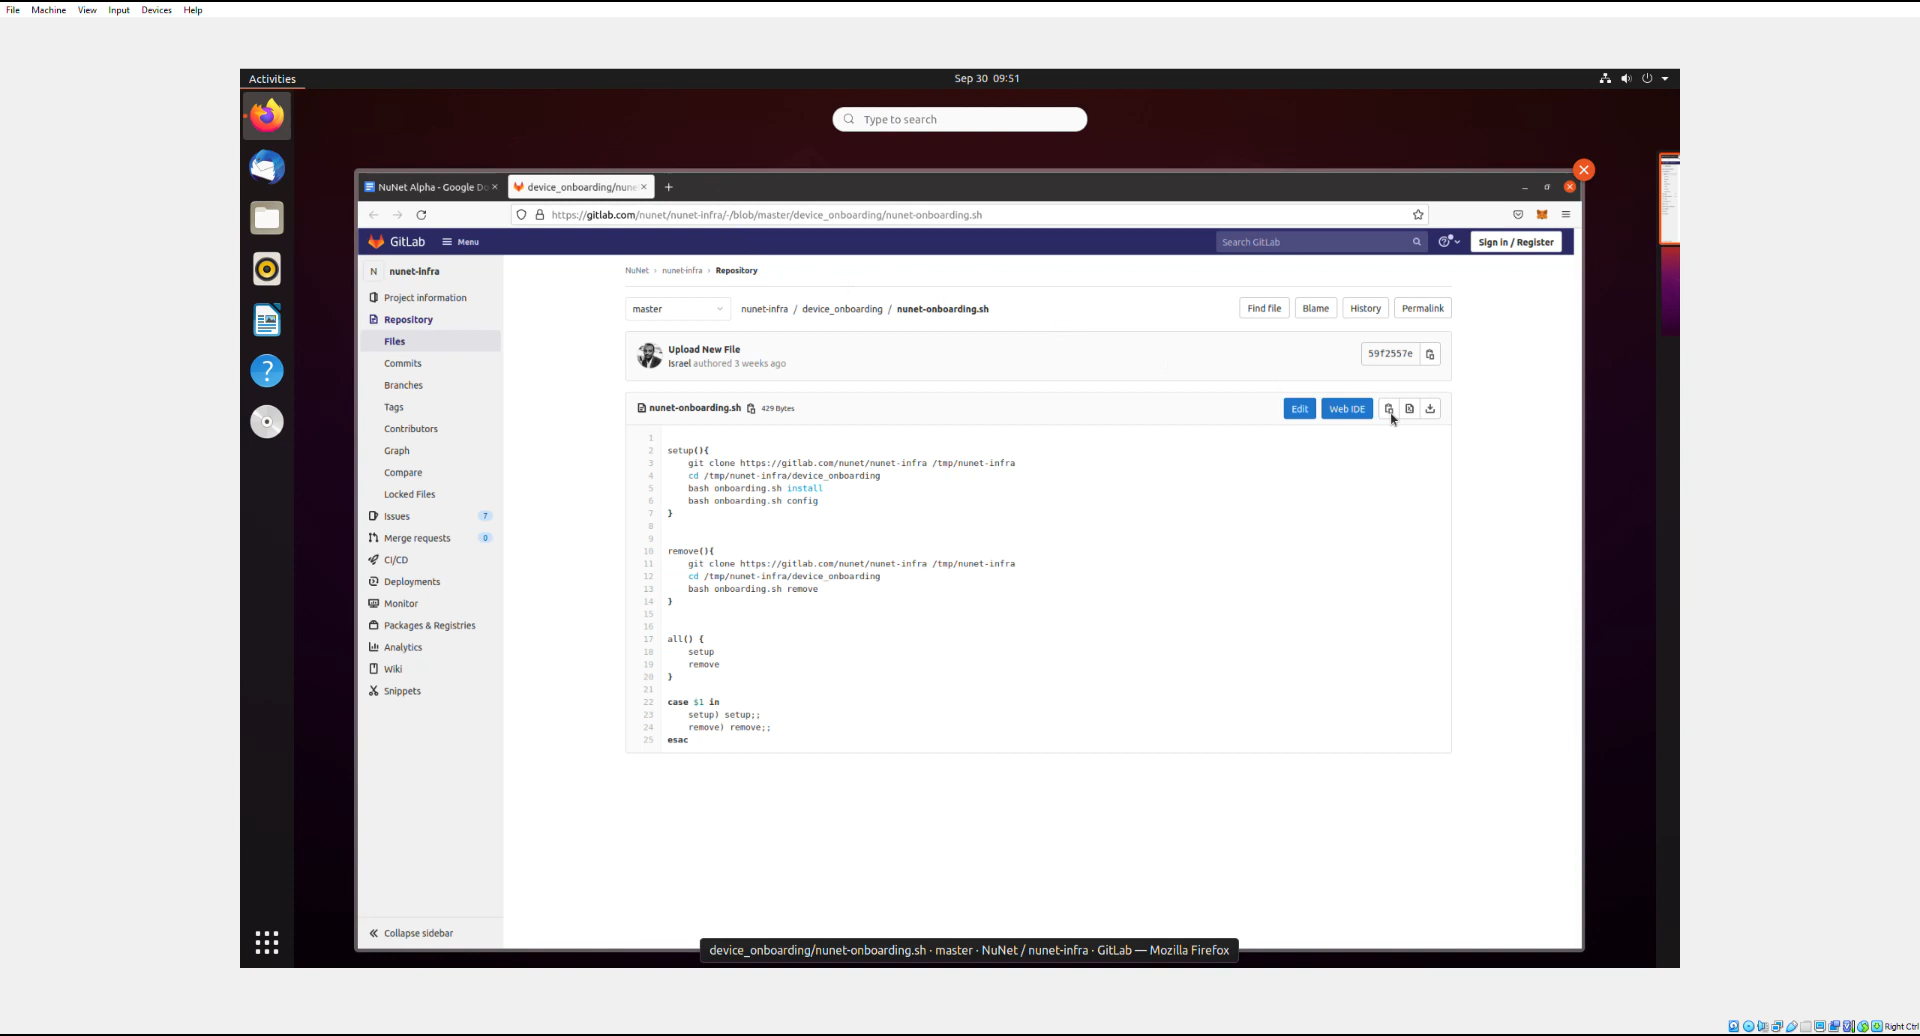 File Machine View Input Devices Help
Activities
Sep 30 09:51
Type to search
NuNet Alpha - Google Do
device_onboarding/nune
https://gitlab.com/nunet/nunet-infra/-/blob/master/device_onboarding/nunet-onboarding.sh
GitLab
Menu
Search GitLab
Sign in / Register
N nunet-infra
Project information
Repository
Files
Commits
Branches
Tags
Contributors
Graph
Compare
Locked Files
Issues 7
Merge requests 0
CI/CD
Deployments
Monitor
Packages & Registries
Analytics
Wiki
Snippets
Collapse sidebar
NuNet › nunet-infra › Repository
master
nunet-infra / device_onboarding / nunet-onboarding.sh
Find file
Blame
History
Permalink
Upload New File
Israel authored 3 weeks ago
59f2557e
nunet-onboarding.sh 429 Bytes
Edit
Web IDE
1
2 setup(){
3 git clone https://gitlab.com/nunet/nunet-infra /tmp/nunet-infra
4 cd /tmp/nunet-infra/device_onboarding
5 bash onboarding.sh install
6 bash onboarding.sh config
7 }
8
9
10 remove(){
11 git clone https://gitlab.com/nunet/nunet-infra /tmp/nunet-infra
12 cd /tmp/nunet-infra/device_onboarding
13 bash onboarding.sh remove
14 }
15
16
17 all() {
18 setup
19 remove
20 }
21
22 case $1 in
23 setup) setup;;
24 remove) remove;;
25 esac
device_onboarding/nunet-onboarding.sh · master · NuNet / nunet-infra · GitLab — Mozilla Firefox
Right Ctrl